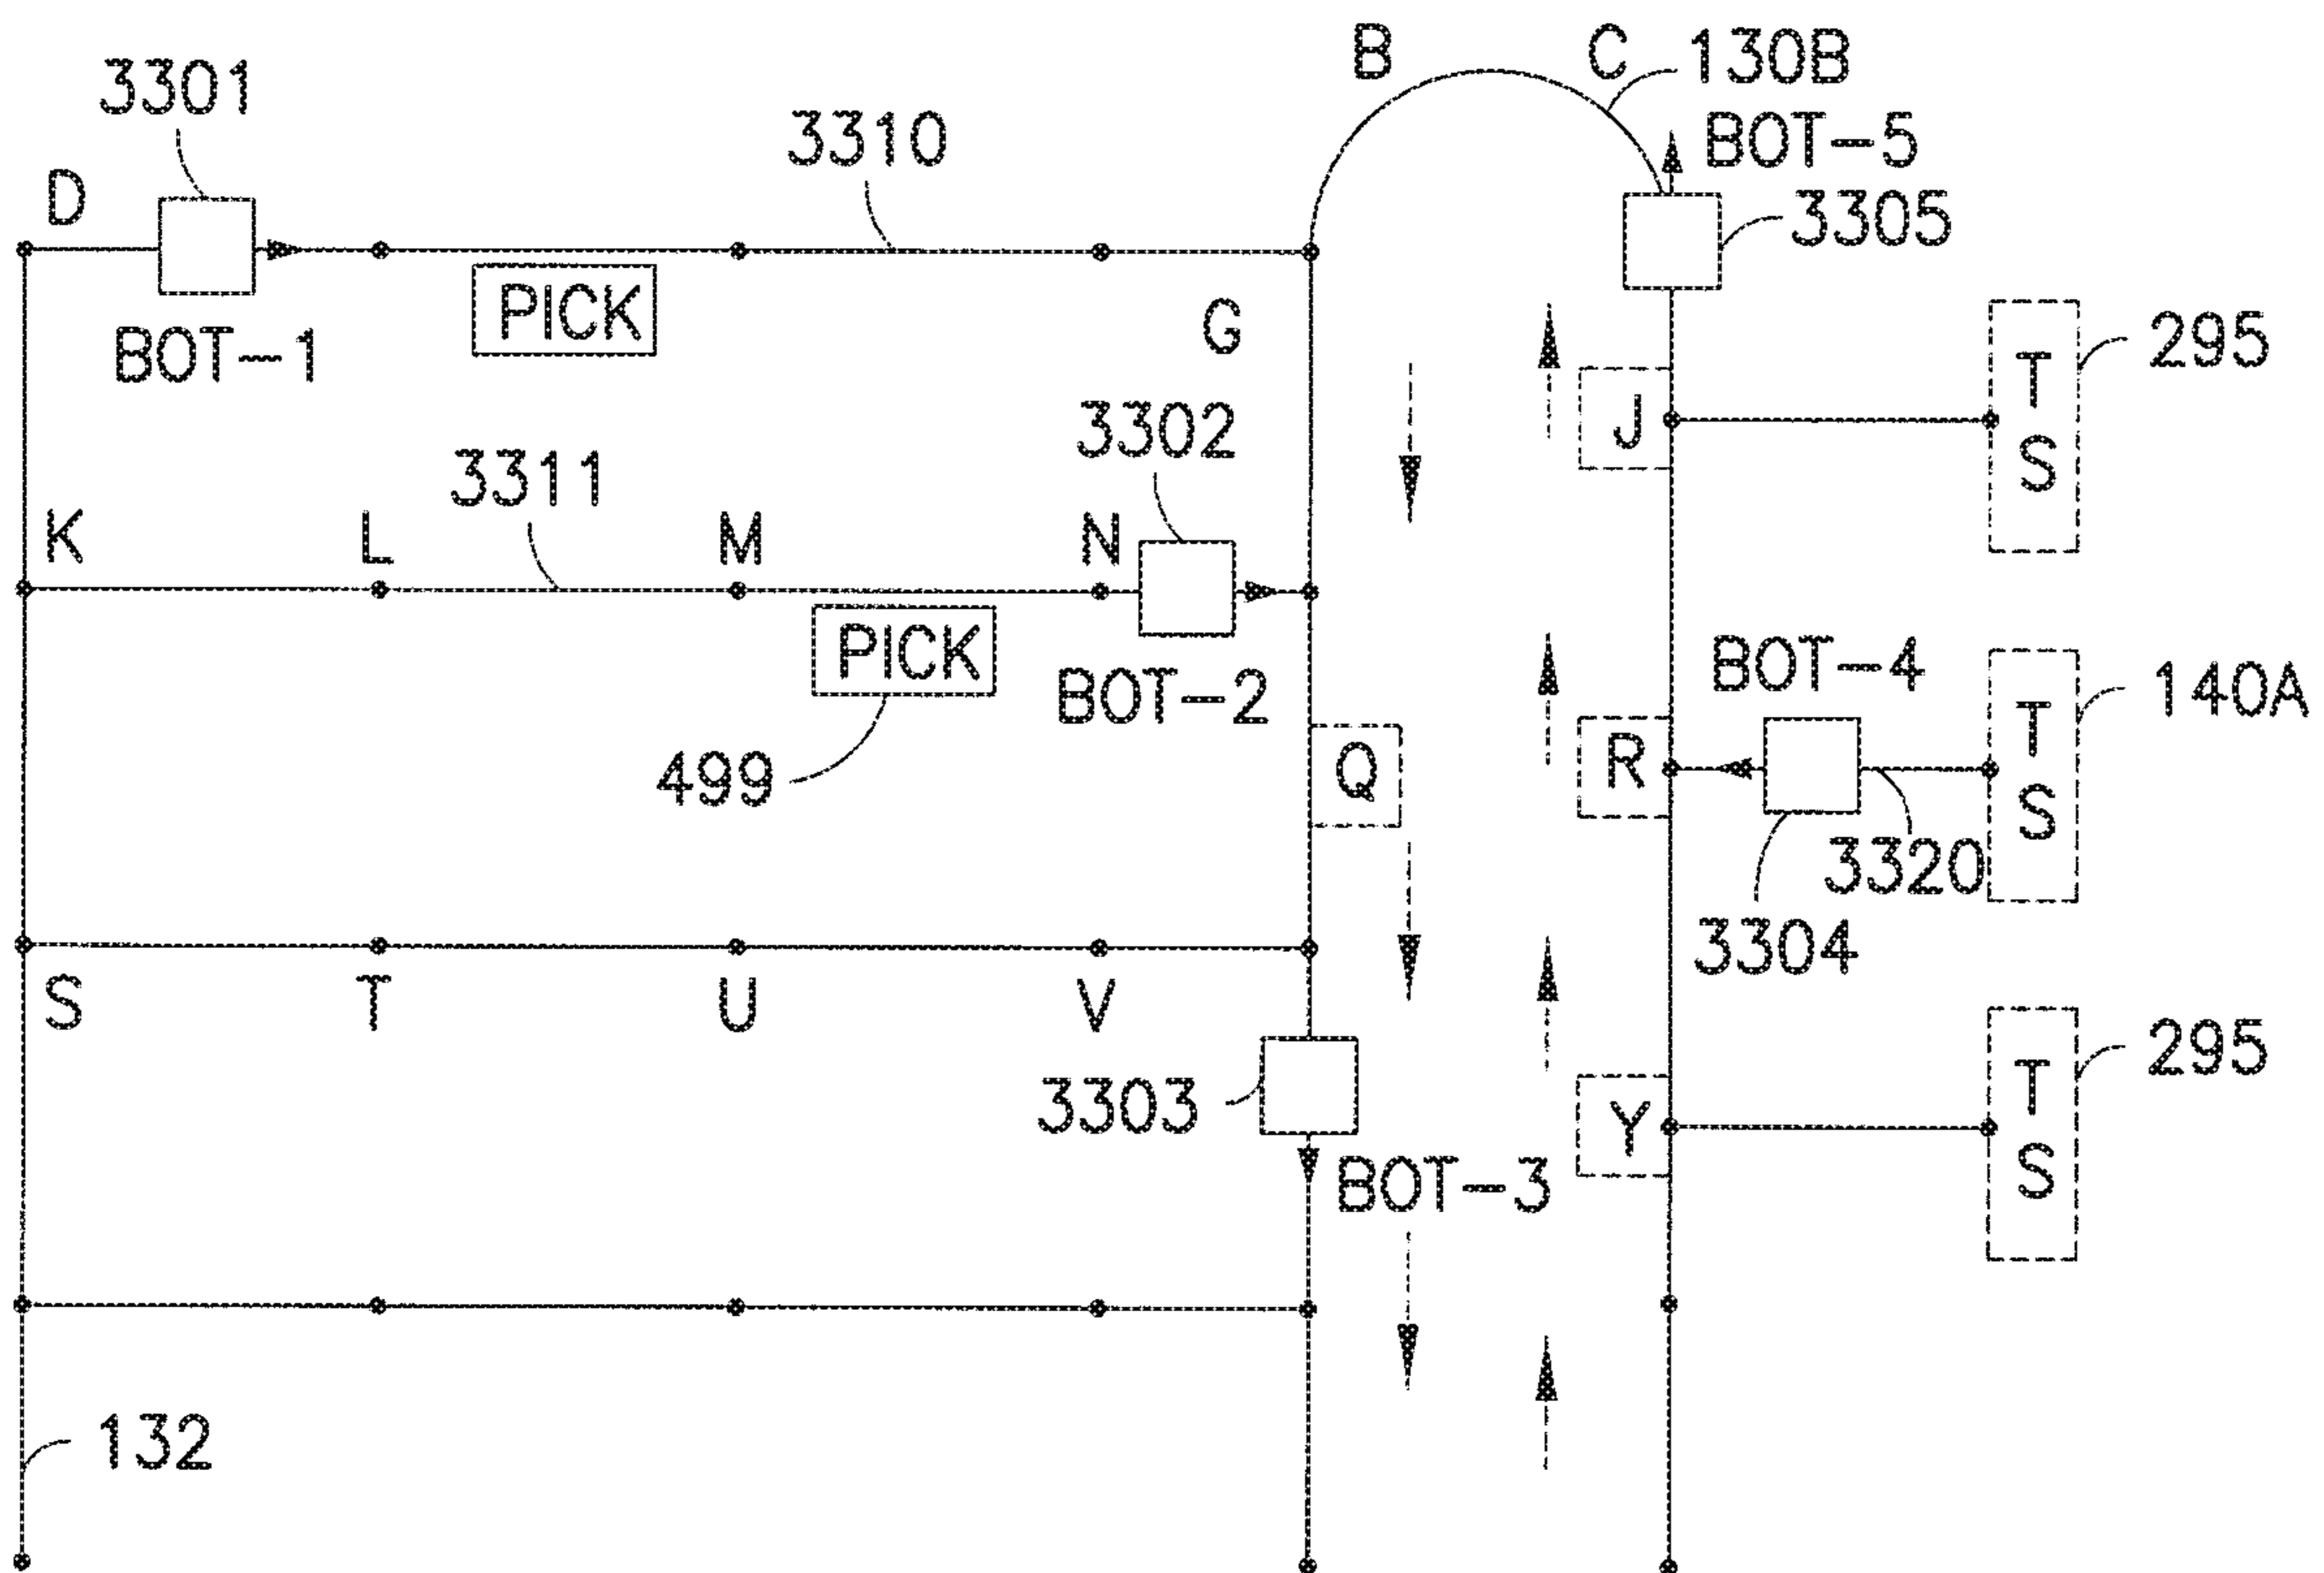 B C 130B
3301 3310 BOT-5
D 3305
PICK G 295
BOT-1 J T
3302 S
3311
K L M N
PICK BOT-4 140A
BOT-2 R T
499 Q S
3320
3304
S T U V
295
3303 Y T
BOT-3 S
132